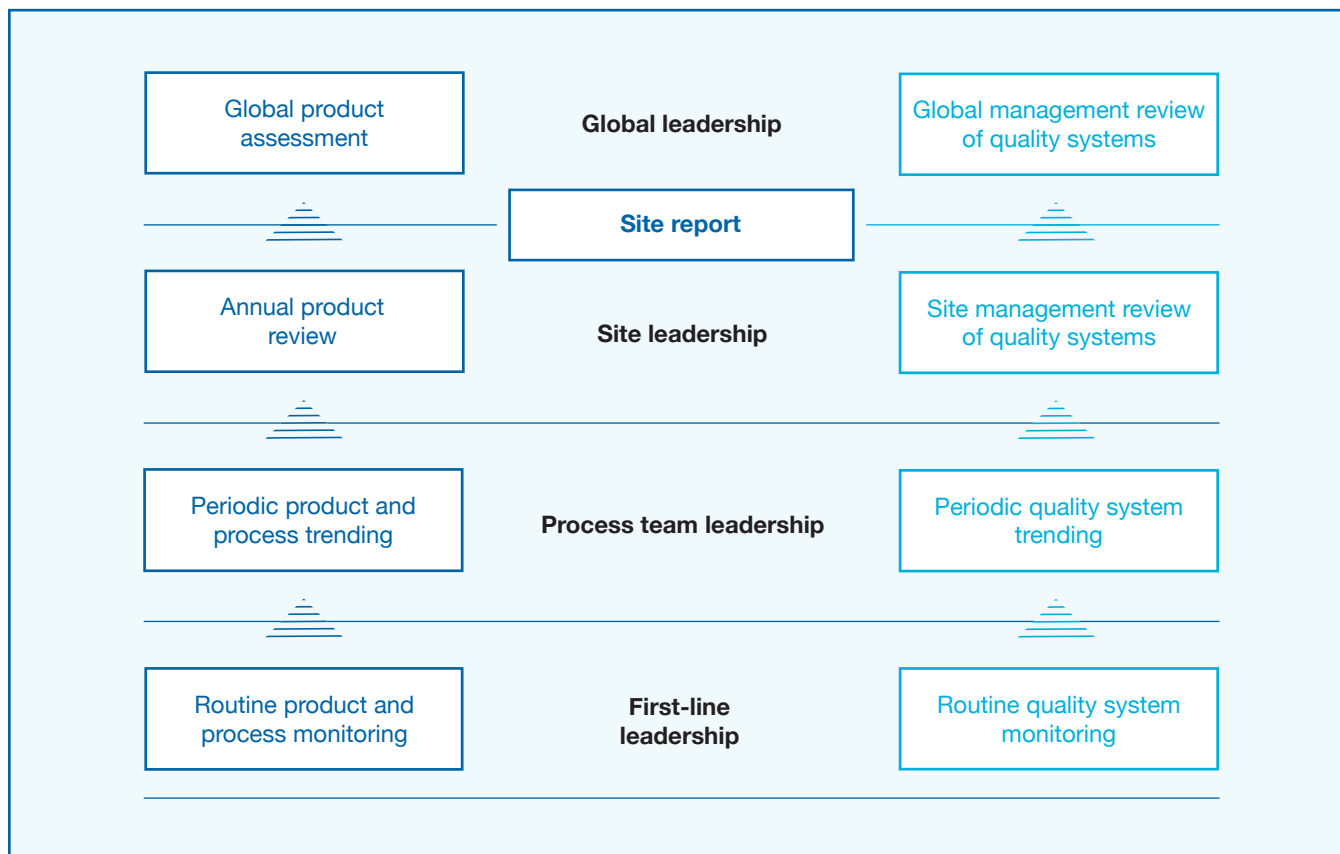 Global product
assessment
Global leadership
Global management review
of quality systems
Site report
Annual product
review
Site leadership
Site management review
of quality systems
Periodic product and
process trending
Process team leadership
Periodic quality system
trending
Routine product and
process monitoring
First-line
leadership
Routine quality system
monitoring